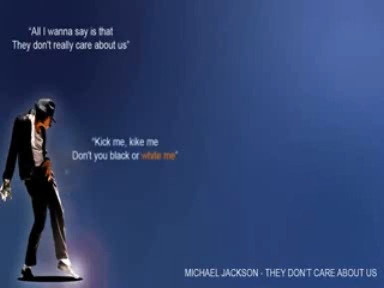 “All I wanna say is that
They don't really care about us”
“Kick me, kike me
Don't you black or white me”
MICHAEL JACKSON - THEY DON'T CARE ABOUT US